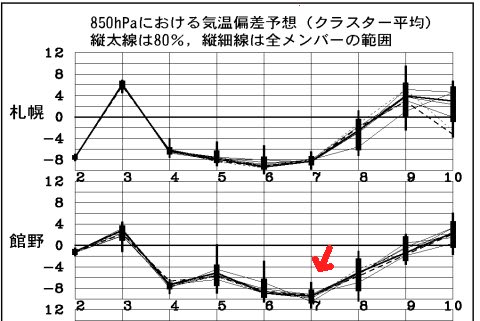 850hPaにおける気温偏差予想（クラスター平均）
縦太線は80%，縦細線は全メンバーの範囲
12
8
4
札幌 0
-4
-8
2 3 4 5 6 7 8 9 10
12
8
4
館野 0
-4
-8
12 2 3 4 5 6 7 8 9 10